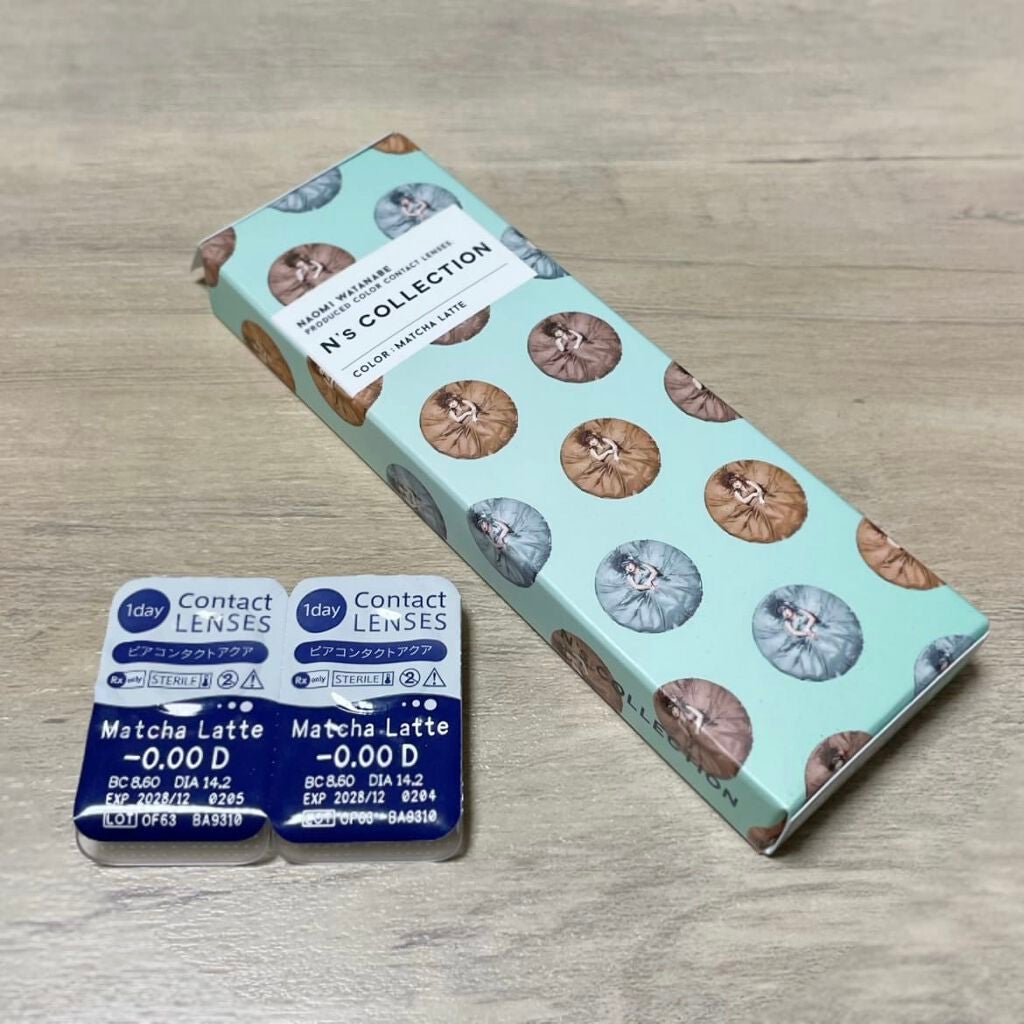 NAOMI WATANABE
PRODUCED COLOR CONTACT LENSES.
N's COLLECTION
COLOR : MATCHA LATTE
N's COLLECTION
1day Contact LENSES
ピアコンタクトアクア
Rx only STERILE 2
Matcha Latte
-0.00 D
BC 8.60 DIA 14.2
EXP 2028/12 0205
LOT OF63 BA9310
1day Contact LENSES
ピアコンタクトアクア
Rx only STERILE 2
Matcha Latte
-0.00 D
BC 8.60 DIA 14.2
EXP 2028/12 0204
LOT OF63 BA9310